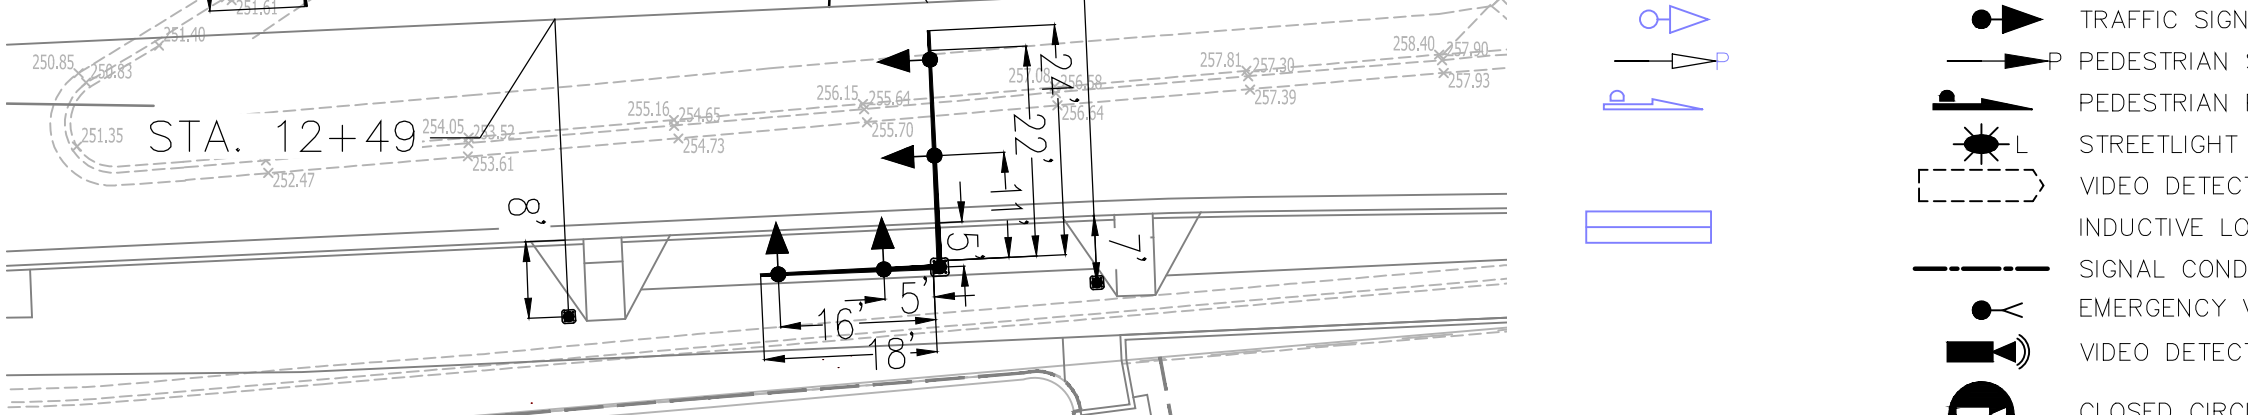 251.61
251.40
250.85
250.83
251.35
STA. 12+49
252.47
254.05
253.52
253.61
255.16
254.65
254.73
256.15
255.64
255.70
257.08
256.58
256.64
257.81
257.30
257.39
258.40
257.90
257.93
24'
22'
11'
5'
8'
7'
5'
16'
18'
P
P
L
TRAFFIC SIGN
PEDESTRIAN S
PEDESTRIAN
STREETLIGHT
VIDEO DETECT
INDUCTIVE LO
SIGNAL COND
EMERGENCY V
VIDEO DETECT
CLOSED CIRC